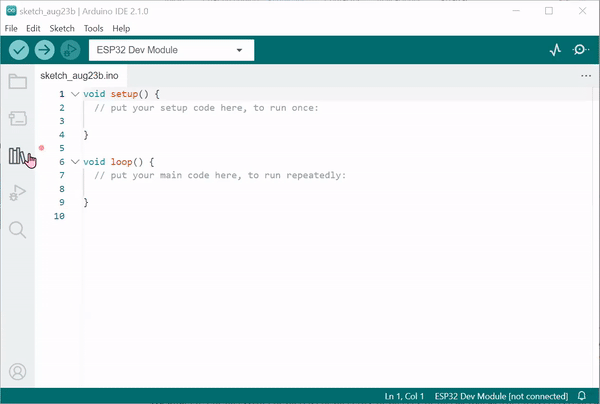 sketch_aug23b | Arduino IDE 2.1.0
File Edit Sketch Tools Help
ESP32 Dev Module
sketch_aug23b.ino
1 void setup() {
2 // put your setup code here, to run once:
3
4 }
5
6 void loop() {
7 // put your main code here, to run repeatedly:
8
9 }
10
Ln 1, Col 1 ESP32 Dev Module [not connected]